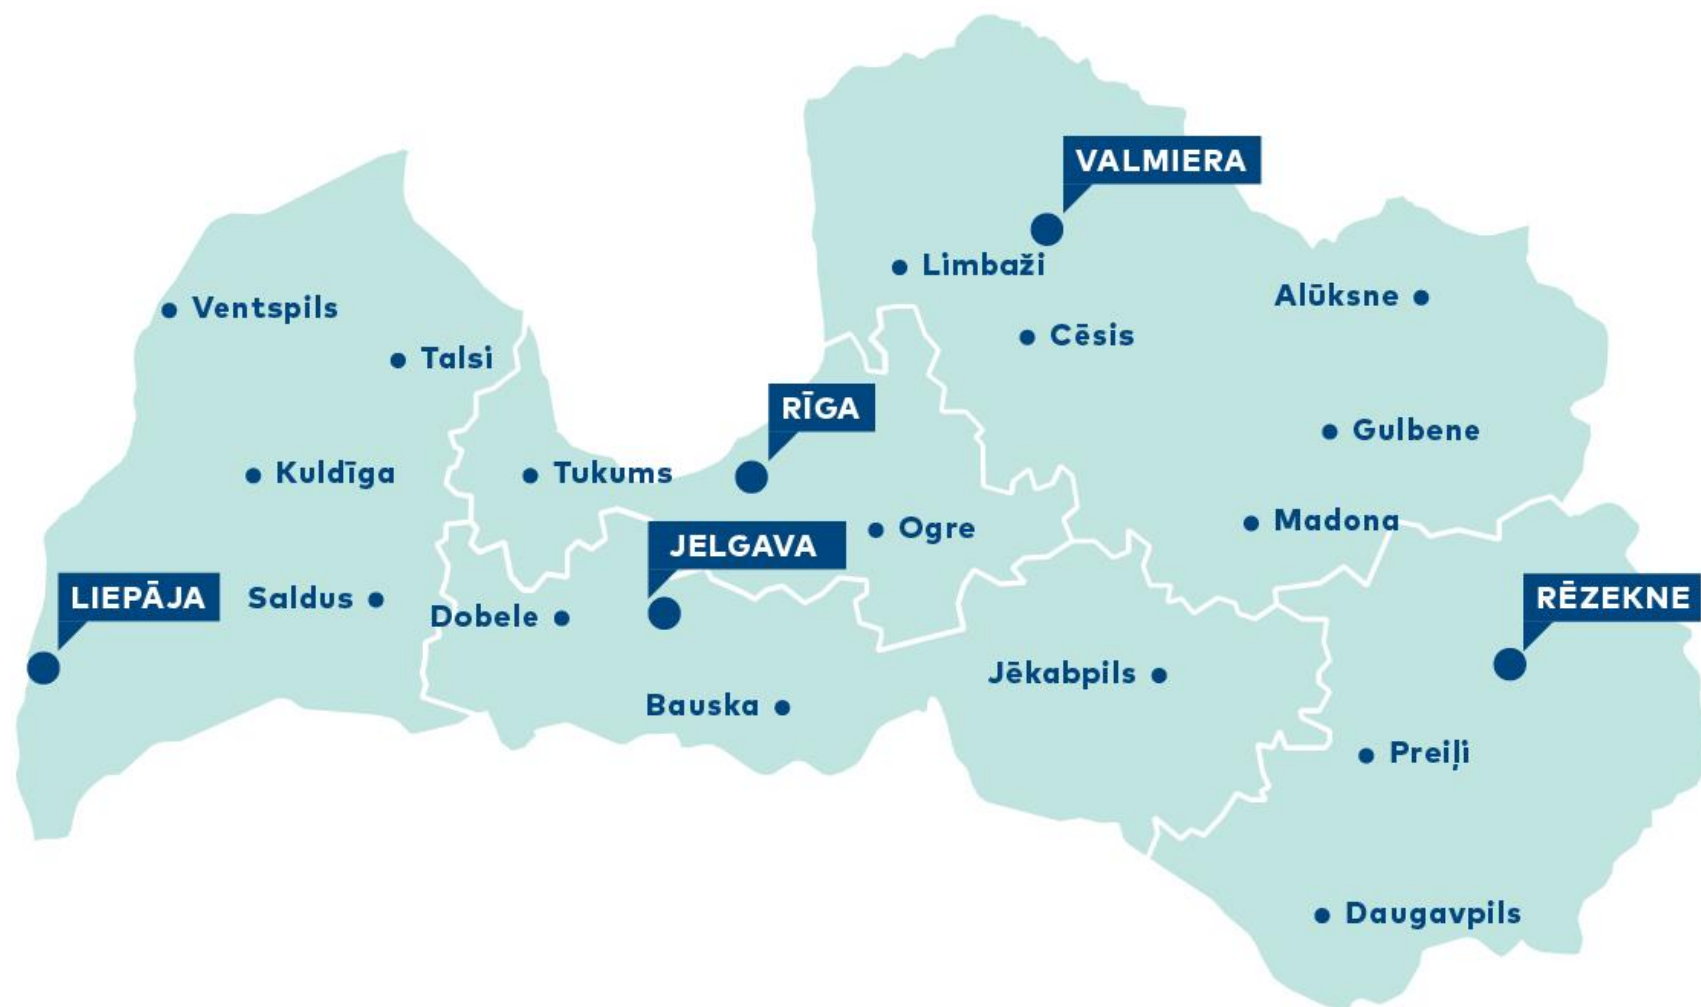 VALMIERA
Limbaži
Alūksne
Ventspils
Cēsis
Talsi
RĪGA
Gulbene
Kuldīga
Tukums
Madona
Ogre
JELGAVA
LIEPĀJA
Saldus
RĒZEKNE
Dobele
Jēkabpils
Bauska
Preiļi
Daugavpils